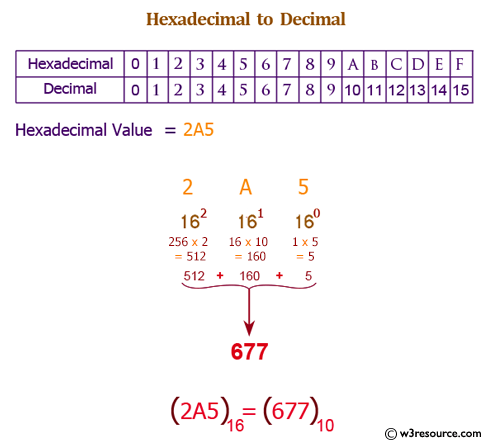 Hexadecimal to Decimal
Hexadecimal 0 1 2 3 4 5 6 7 8 9 A B C D E F
Decimal 0 1 2 3 4 5 6 7 8 9 10 11 12 13 14 15
Hexadecimal Value = 2A5
2 A 5
16² 16¹ 16⁰
256 x 2 16 x 10 1 x 5
= 512 = 160 = 5
512 + 160 + 5
677
(2A5)₁₆ = (677)₁₀
© w3resource.com